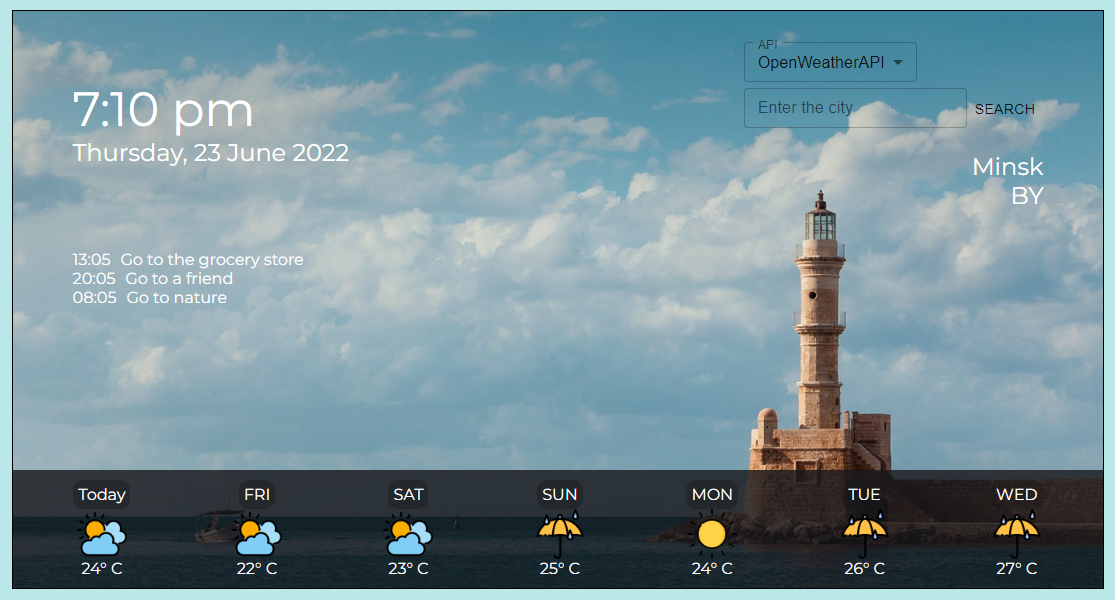 API
OpenWeatherAPI
7:10 pm
Enter the city
SEARCH
Thursday, 23 June 2022
Minsk
BY
13:05 Go to the grocery store
20:05 Go to a friend
08:05 Go to nature
Today FRI SAT SUN MON TUE WED
24° C 22° C 23° C 25° C 24° C 26° C 27° C